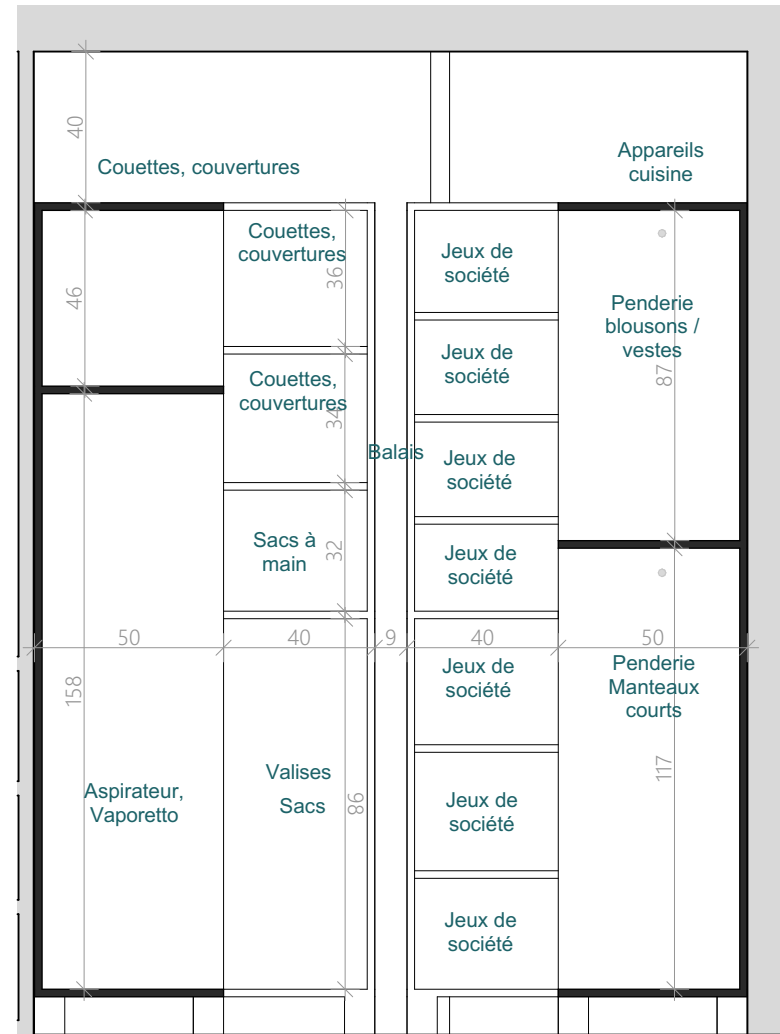 40
Couettes, couvertures
Appareils
cuisine
46
Couettes,
couvertures
36
Couettes,
couvertures
34
Sacs à
main
32
Balais
Jeux de
société
Jeux de
société
Jeux de
société
Jeux de
société
Penderie
blousons /
vestes
87
50
40
9
40
50
158
Aspirateur,
Vaporetto
Valises
Sacs
86
Jeux de
société
Jeux de
société
Jeux de
société
Penderie
Manteaux
courts
117